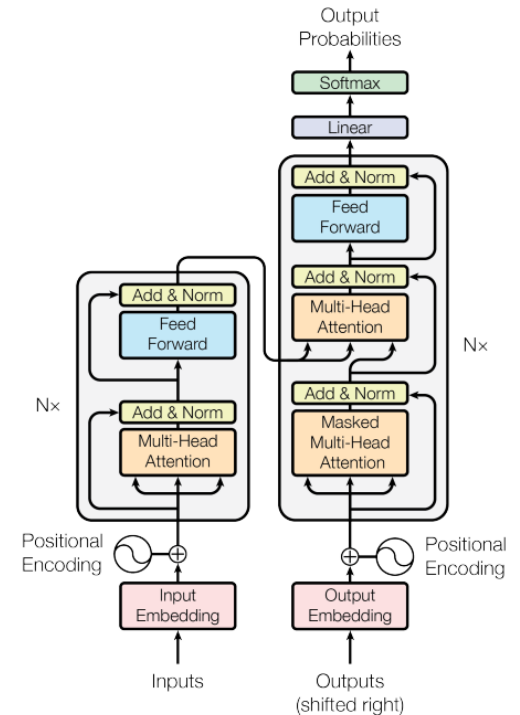 Output
Probabilities
Softmax
Linear
Add & Norm
Feed
Forward
Add & Norm
Multi-Head
Attention
Add & Norm
Masked
Multi-Head
Attention
N×
Add & Norm
Feed
Forward
Add & Norm
Multi-Head
Attention
N×
Positional
Encoding
Positional
Encoding
Input
Embedding
Output
Embedding
Inputs
Outputs
(shifted right)